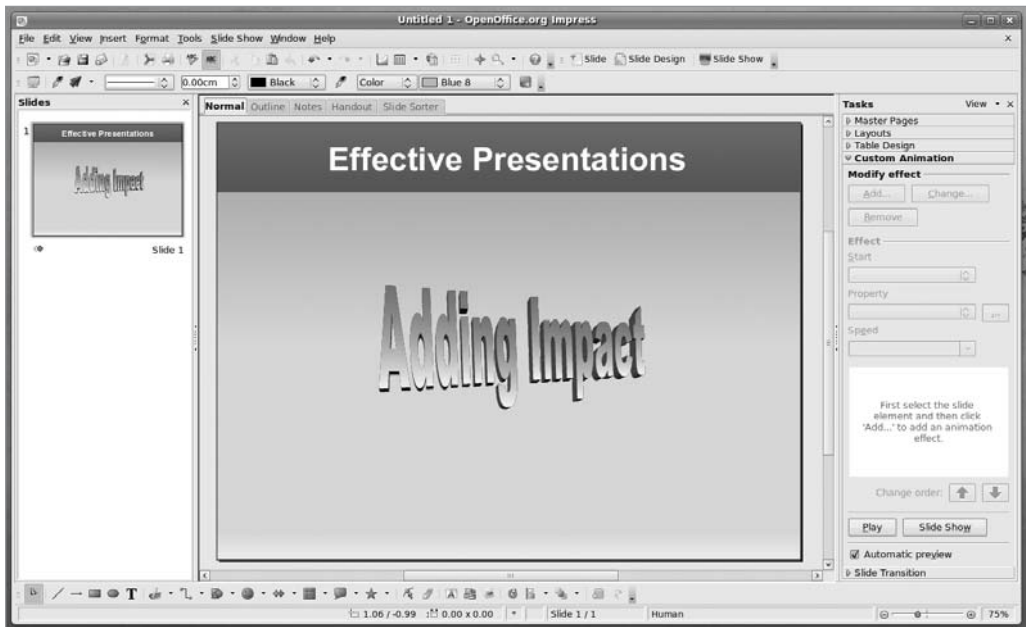 Untitled 1 - OpenOffice.org Impress
File Edit View Insert Format Tools Slide Show Window Help
Slide Slide Design Slide Show
0.00cm Black Color Blue 8
Slides
Normal Outline Notes Handout Slide Sorter
Tasks View
1
Effective Presentations
Adding Impact
Slide 1
Effective Presentations
Adding Impact
Master Pages
Layouts
Table Design
Custom Animation
Modify effect
Add... Change...
Remove
Effect
Start
Property
...
Speed
First select the slide
element and then click
'Add...' to add an animation
effect.
Change order:
Play Slide Show
Automatic preview
Slide Transition
1.06 / -0.99 0.00 x 0.00 * Slide 1 / 1 Human 75%